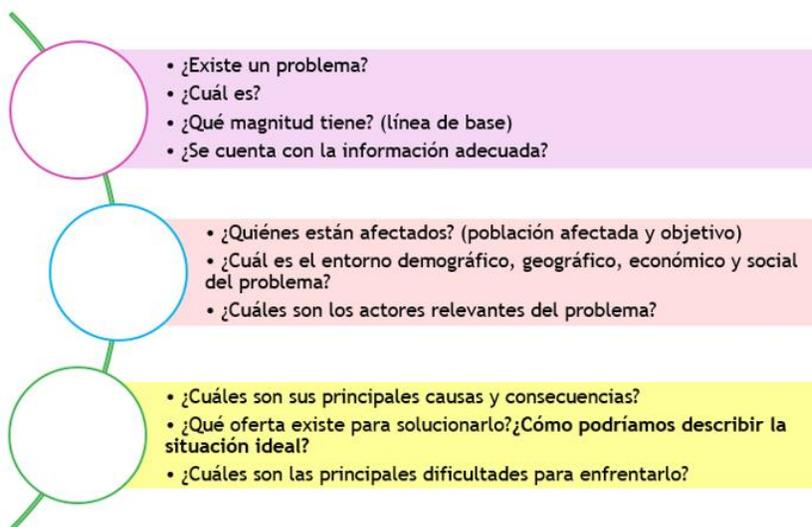 • ¿Existe un problema?
• ¿Cuál es?
• ¿Qué magnitud tiene? (línea de base)
• ¿Se cuenta con la información adecuada?
• ¿Quiénes están afectados? (población afectada y objetivo)
• ¿Cuál es el entorno demográfico, geográfico, económico y social
del problema?
• ¿Cuáles son los actores relevantes del problema?
• ¿Cuáles son sus principales causas y consecuencias?
• ¿Qué oferta existe para solucionarlo?¿Cómo podríamos describir la
situación ideal?
• ¿Cuáles son las principales dificultades para enfrentarlo?